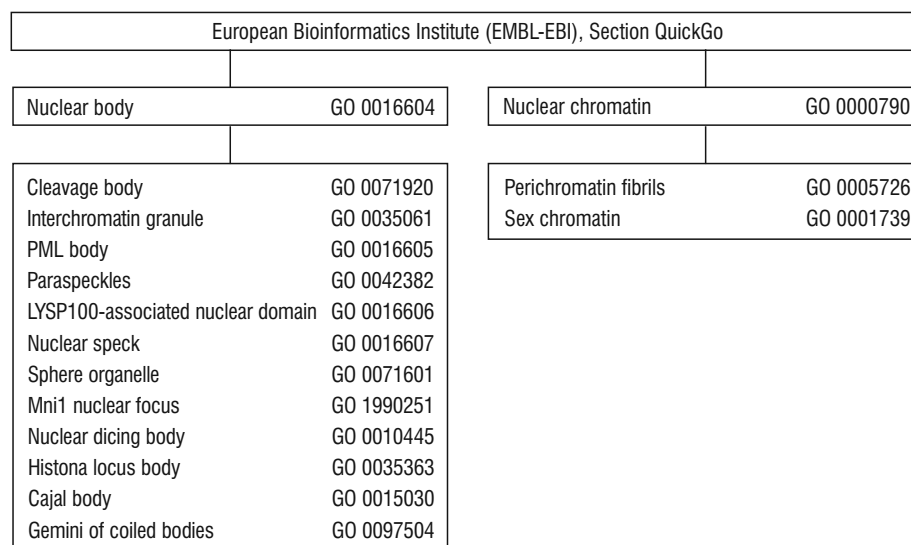 European Bioinformatics Institute (EMBL-EBI), Section QuickGo
Nuclear body GO 0016604
Cleavage body GO 0071920
Interchromatin granule GO 0035061
PML body GO 0016605
Paraspeckles GO 0042382
LYSP100-associated nuclear domain GO 0016606
Nuclear speck GO 0016607
Sphere organelle GO 0071601
Mni1 nuclear focus GO 1990251
Nuclear dicing body GO 0010445
Histona locus body GO 0035363
Cajal body GO 0015030
Gemini of coiled bodies GO 0097504
Nuclear chromatin GO 0000790
Perichromatin fibrils GO 0005726
Sex chromatin GO 0001739